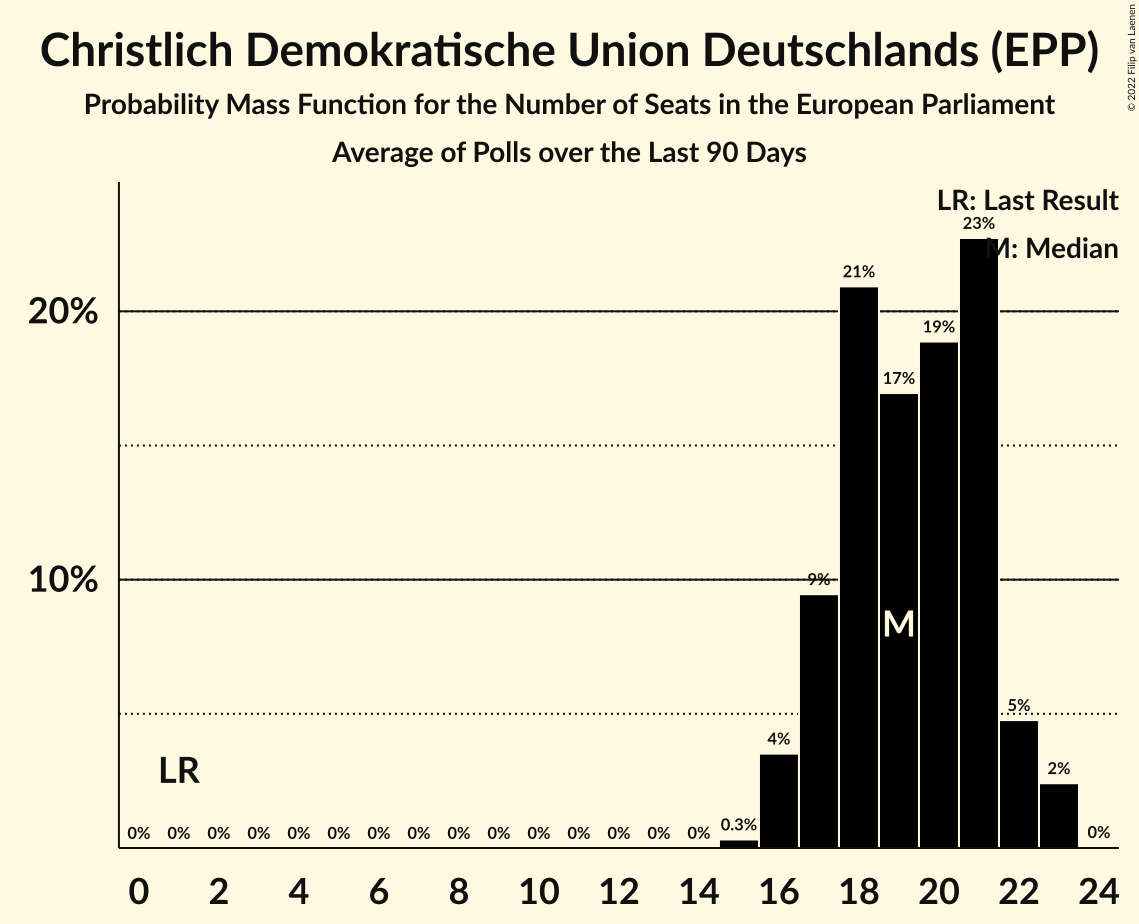 Christlich Demokratische Union Deutschlands (EPP)
Probability Mass Function for the Number of Seats in the European Parliament
Average of Polls over the Last 90 Days
© 2022 Filip van Laenen
LR: Last Result
M: Median
20%
10%
23%
21%
19%
17%
9%
M
5%
4%
2%
LR
0% 0% 0% 0% 0% 0% 0% 0% 0% 0% 0% 0% 0% 0% 0% 0.3% 0%
0 2 4 6 8 10 12 14 16 18 20 22 24